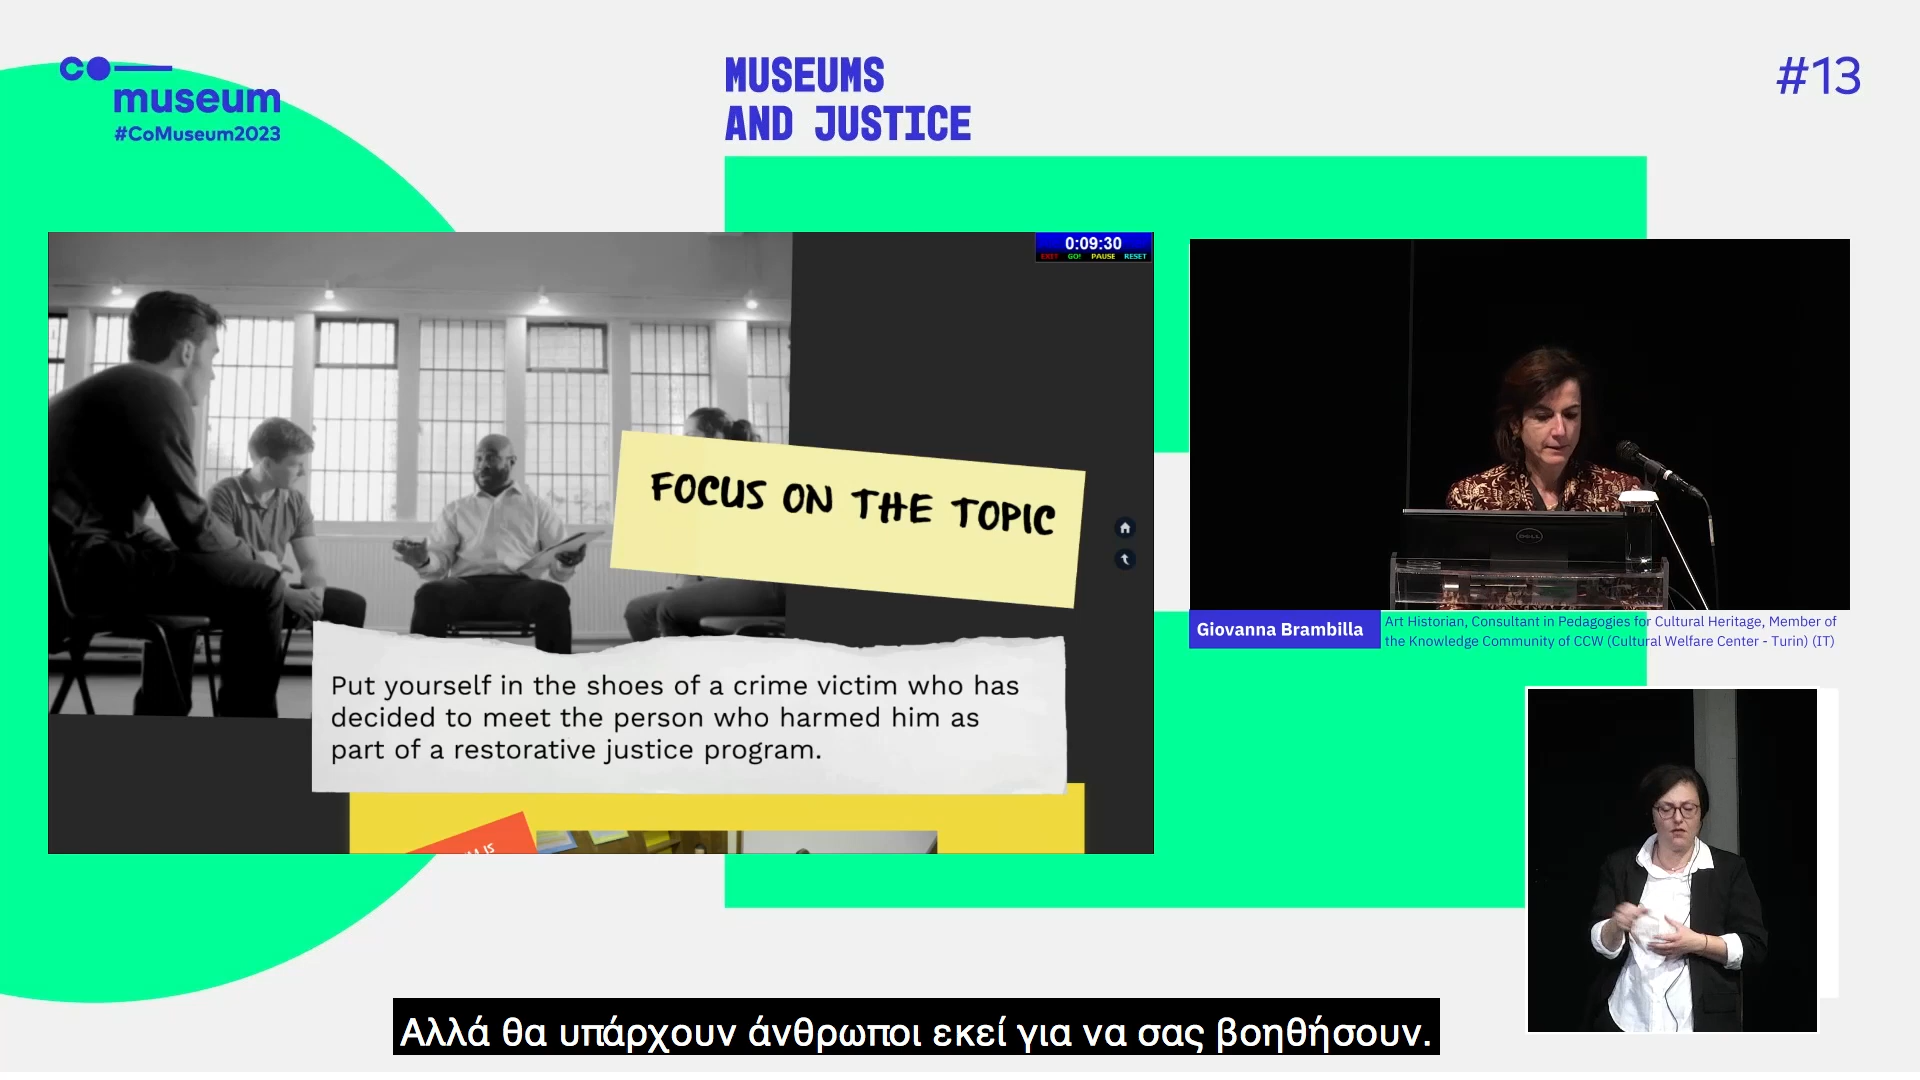 co
museum
#CoMuseum2023
MUSEUMS
AND JUSTICE
#13
0:09:30
EXIT GO! PAUSE RESET
FOCUS ON THE TOPIC
Put yourself in the shoes of a crime victim who has
decided to meet the person who harmed him as
part of a restorative justice program.
IS
DELL
Giovanna Brambilla
Art Historian, Consultant in Pedagogies for Cultural Heritage, Member of
the Knowledge Community of CCW (Cultural Welfare Center - Turin) (IT)
Αλλά θα υπάρχουν άνθρωποι εκεί για να σας βοηθήσουν.